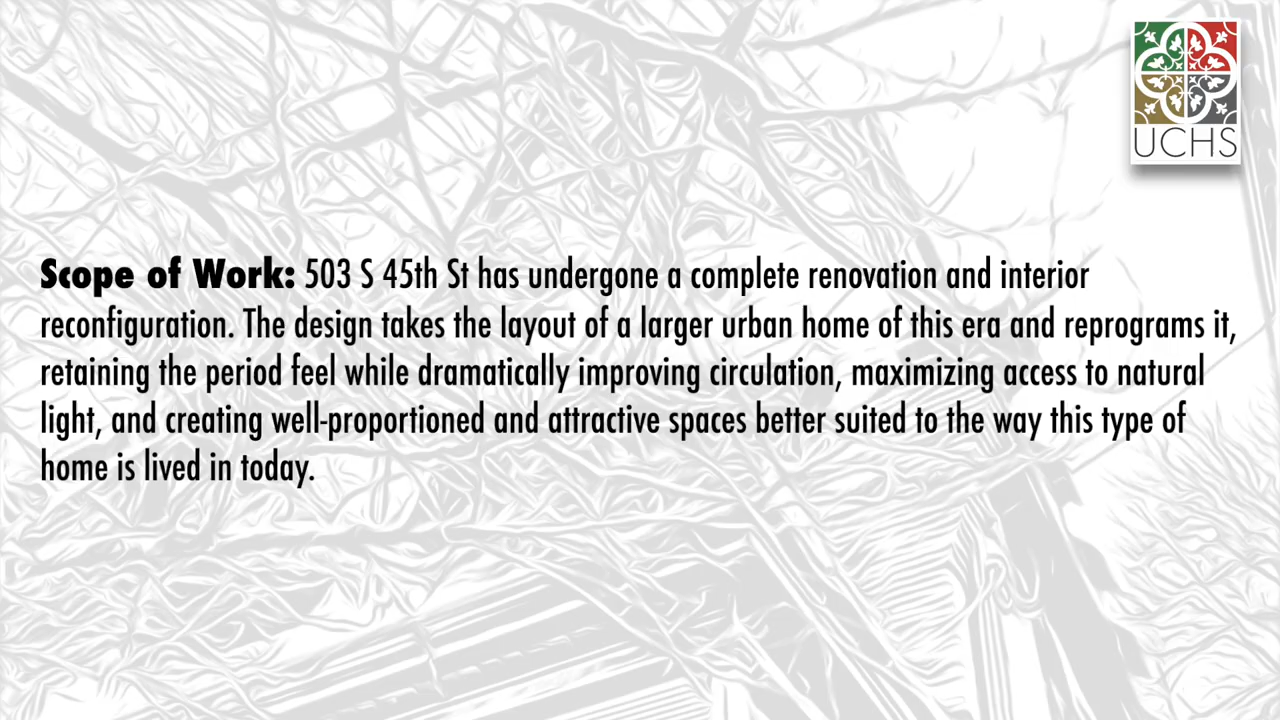 UCHS
Scope of Work: 503 S 45th St has undergone a complete renovation and interior
reconfiguration. The design takes the layout of a larger urban home of this era and reprograms it,
retaining the period feel while dramatically improving circulation, maximizing access to natural
light, and creating well-proportioned and attractive spaces better suited to the way this type of
home is lived in today.